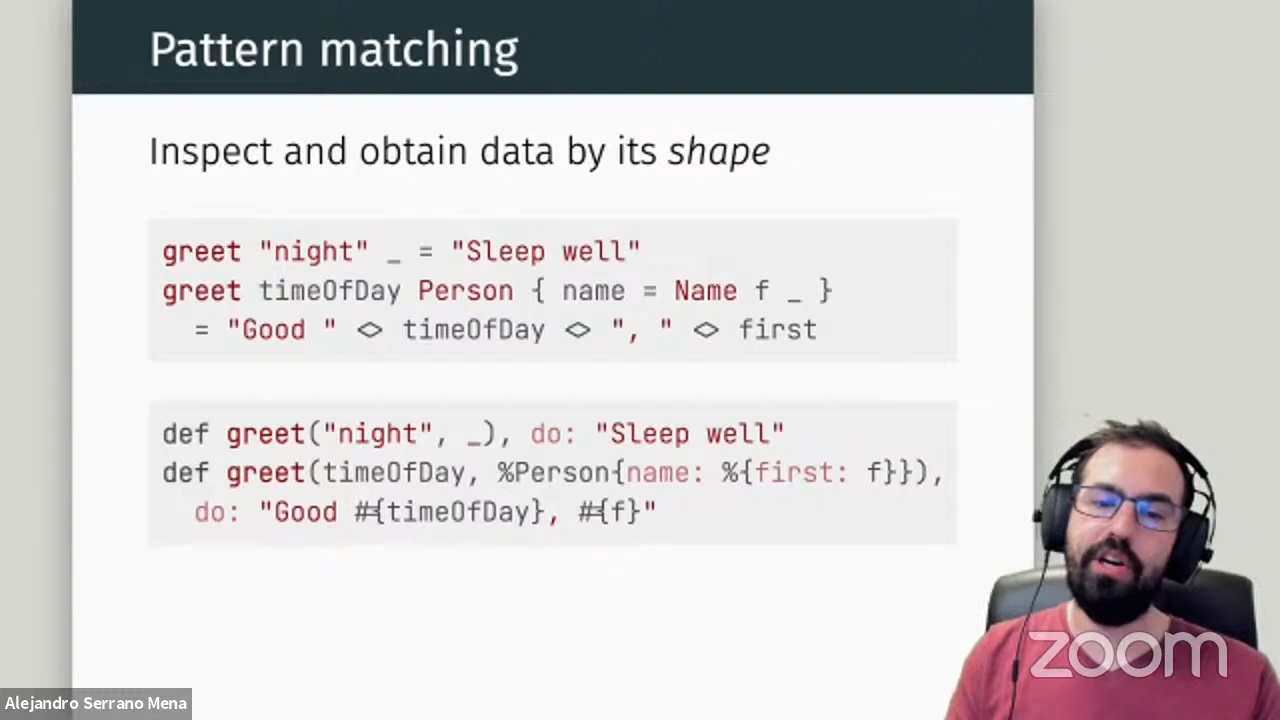 Pattern matching
Inspect and obtain data by its shape
greet "night" _ = "Sleep well"
greet timeOfDay Person { name = Name f _ }
= "Good " <> timeOfDay <> ", " <> first
def greet("night", _), do: "Sleep well"
def greet(timeOfDay, %Person{name: %{first: f}}),
do: "Good #{timeOfDay}, #{f}"
zoom
Alejandro Serrano Mena